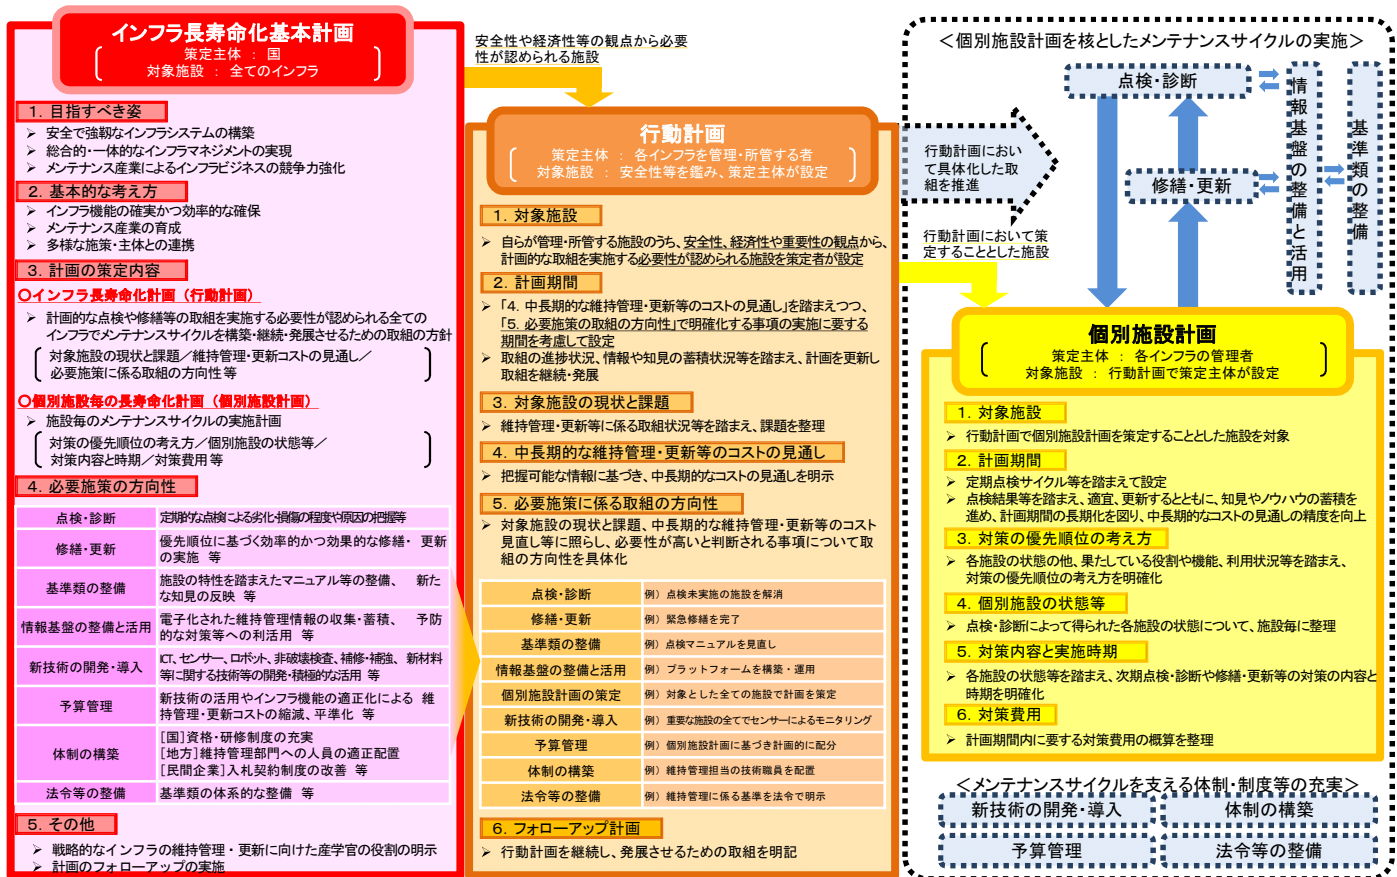 インフラ長寿命化基本計画
策定主体 : 国
対象施設 : 全てのインフラ
1. 目指すべき姿
➢ 安全で強靱なインフラシステムの構築
➢ 総合的・一体的なインフラマネジメントの実現
➢ メンテナンス産業によるインフラビジネスの競争力強化
2. 基本的な考え方
➢ インフラ機能の確実かつ効率的な確保
➢ メンテナンス産業の育成
➢ 多様な施策・主体との連携
3. 計画の策定内容
○インフラ長寿命化計画(行動計画)
➢ 計画的な点検や修繕等の取組を実施する必要性が認められる全ての
インフラでメンテナンスサイクルを構築・継続・発展させるための取組の方針
対象施設の現状と課題/維持管理・更新コストの見通し/
必要施策に係る取組の方向性 等
○個別施設毎の長寿命化計画(個別施設計画)
➢ 施設毎のメンテナンスサイクルの実施計画
対策の優先順位の考え方/個別施設の状態等/
対策内容と時期/対策費用 等
4. 必要施策の方向性
点検・診断 定期的な点検による劣化・損傷の程度や原因の把握等
修繕・更新 優先順位に基づく効率的かつ効果的な修繕・ 更新
の実施 等
基準類の整備 施設の特性を踏まえたマニュアル等の整備、 新た
な知見の反映 等
情報基盤の整備と活用 電子化された維持管理情報の収集・蓄積、 予防
的な対策等への利活用 等
新技術の開発・導入 ICT、センサー、ロボット、非破壊検査、補修・補強、 新材料
等に関する技術等の開発・積極的な活用 等
予算管理 新技術の活用やインフラ機能の適正化による 維
持管理・更新コストの縮減、平準化 等
体制の構築 [国]資格・研修制度の充実
[地方]維持管理部門への人員の適正配置
[民間企業]入札契約制度の改善 等
法令等の整備 基準類の体系的な整備 等
5. その他
➢ 戦略的なインフラの維持管理・更新に向けた産学官の役割の明示
➢ 計画のフォローアップの実施
安全性や経済性等の観点から必要
性が認められる施設
行動計画
策定主体 : 各インフラを管理・所管する者
対象施設 : 安全性等を鑑み、策定主体が設定
1. 対象施設
➢ 自らが管理・所管する施設のうち、安全性、経済性や重要性の観点から、
計画的な取組を実施する必要性が認められる施設を策定者が設定
2. 計画期間
➢ 「4. 中長期的な維持管理・更新等のコストの見通し」を踏まえつつ、
「5. 必要施策の取組の方向性」で明確化する事項の実施に要する
期間を考慮して設定
➢ 取組の進捗状況、情報や知見の蓄積状況等を踏まえ、計画を更新し
取組を継続・発展
3. 対象施設の現状と課題
➢ 維持管理・更新等に係る取組状況等を踏まえ、課題を整理
4. 中長期的な維持管理・更新等のコストの見通し
➢ 把握可能な情報に基づき、中長期的なコストの見通しを明示
5. 必要施策に係る取組の方向性
➢ 対象施設の現状と課題、中長期的な維持管理・更新等のコスト
見直し等に照らし、必要性が高いと判断される事項について取
組の方向性を具体化
点検・診断 例) 点検未実施の施設を解消
修繕・更新 例) 緊急修繕を完了
基準類の整備 例) 点検マニュアルを見直し
情報基盤の整備と活用 例) プラットフォームを構築・運用
個別施設計画の策定 例) 対象とした全ての施設で計画を策定
新技術の開発・導入 例) 重要な施設の全てでセンサーによるモニタリング
予算管理 例) 個別施設計画に基づき計画的に配分
体制の構築 例) 維持管理担当の技術職員を配置
法令等の整備 例) 維持管理に係る基準を法令で明示
6. フォローアップ計画
➢ 行動計画を継続し、発展させるための取組を明記
<個別施設計画を核としたメンテナンスサイクルの実施>
行動計画におい
て具体化した取
組を推進
点検・診断
修繕・更新
情報基盤の整備と活用
基準類の整備
行動計画において策
定することとした施設
個別施設計画
策定主体 : 各インフラの管理者
対象施設 : 行動計画で策定主体が設定
1. 対象施設
➢ 行動計画で個別施設計画を策定することとした施設を対象
2. 計画期間
➢ 定期点検サイクル等を踏まえて設定
➢ 点検結果等を踏まえ、適宜、更新するとともに、知見やノウハウの蓄積を
進め、計画期間の長期化を図り、中長期的なコストの見通しの精度を向上
3. 対策の優先順位の考え方
➢ 各施設の状態の他、果たしている役割や機能、利用状況等を踏まえ、
対策の優先順位の考え方を明確化
4. 個別施設の状態等
➢ 点検・診断によって得られた各施設の状態について、施設毎に整理
5. 対策内容と実施時期
➢ 各施設の状態等を踏まえ、次期点検・診断や修繕・更新等の対策の内容と
時期を明確化
6. 対策費用
➢ 計画期間内に要する対策費用の概算を整理
<メンテナンスサイクルを支える体制・制度等の充実>
新技術の開発・導入
体制の構築
予算管理
法令等の整備